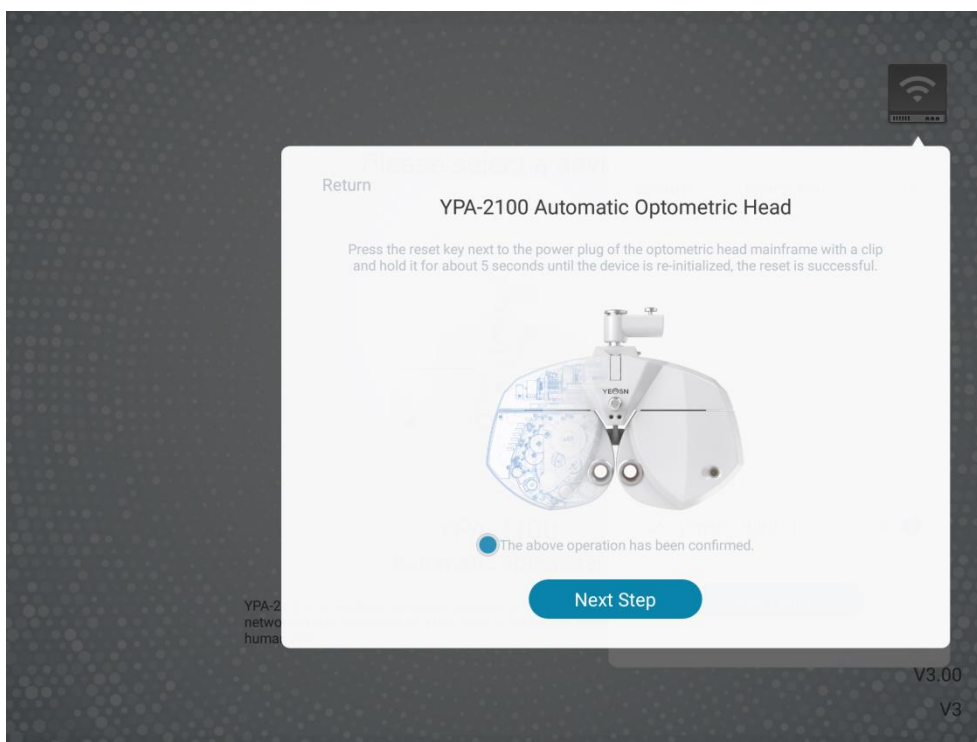 Return
YPA-2100 Automatic Optometric Head
Press the reset key next to the power plug of the optometric head mainframe with a clip
and hold it for about 5 seconds until the device is re-initialized, the reset is successful.
YEOSN
The above operation has been confirmed.
Next Step
YPA-2
netwo
huma
V3.00
V3